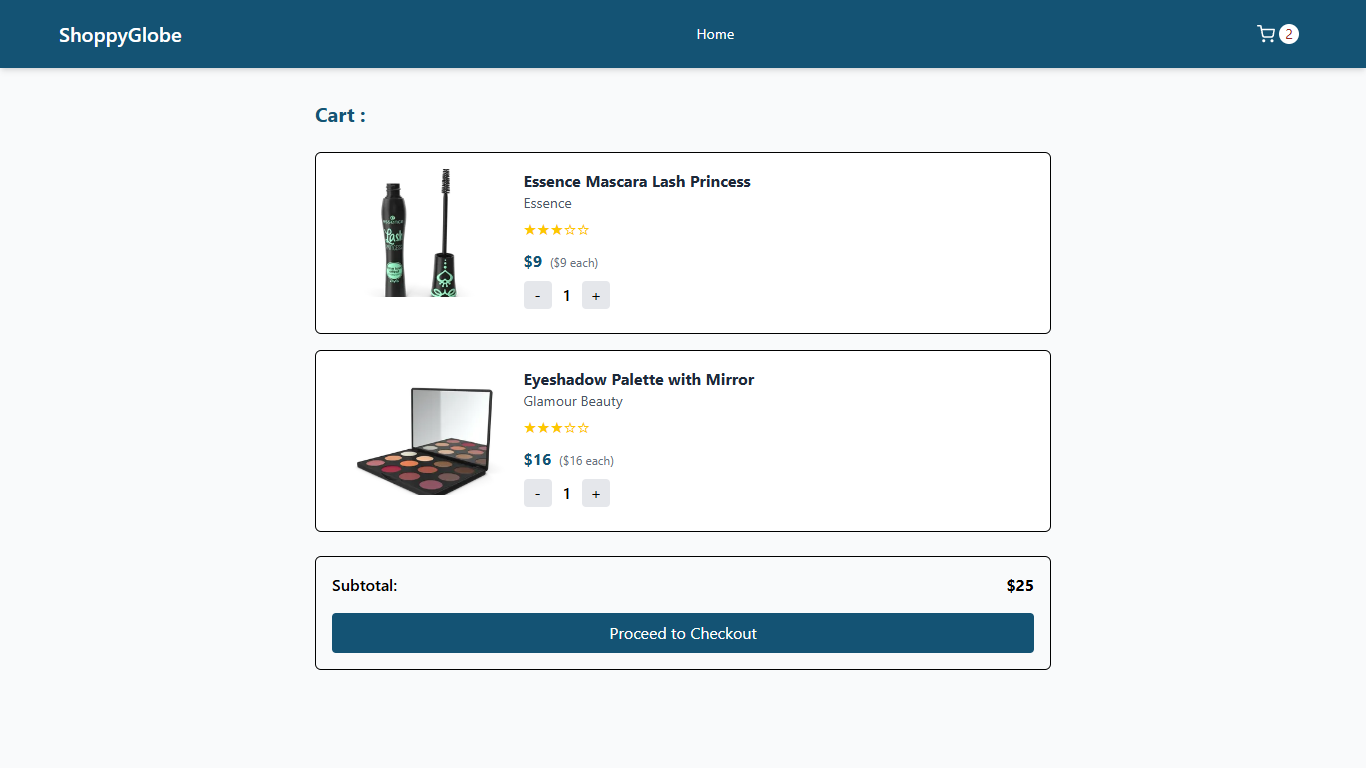 ShoppyGlobe
Home
2
Cart :
Essence Mascara Lash Princess
Essence
★★★☆☆
$9 ($9 each)
- 1 +
Eyeshadow Palette with Mirror
Glamour Beauty
★★★☆☆
$16 ($16 each)
- 1 +
Subtotal: $25
Proceed to Checkout